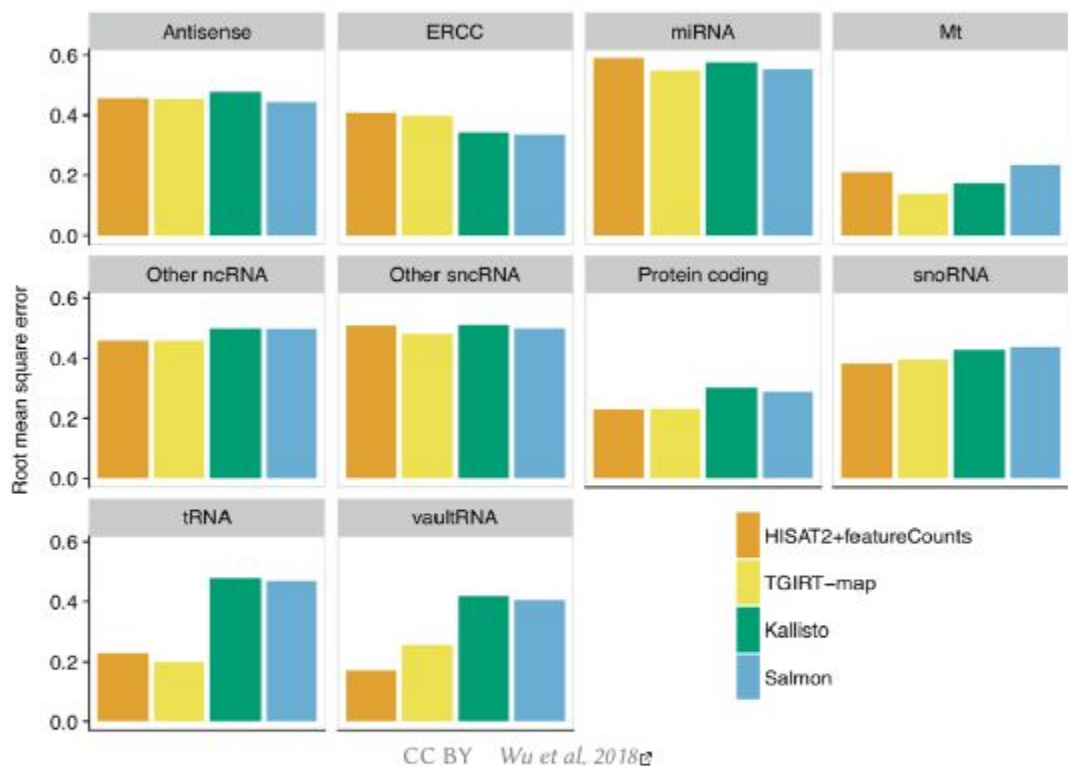 Antisense ERCC miRNA Mt
0.6
0.4
0.2
0.0
Other ncRNA Other sncRNA Protein coding snoRNA
0.6
0.4
0.2
0.0
Root mean square error
tRNA vaultRNA
0.6
0.4
0.2
0.0
HISAT2+featureCounts
TGIRT-map
Kallisto
Salmon
CC BY Wu et al, 2018